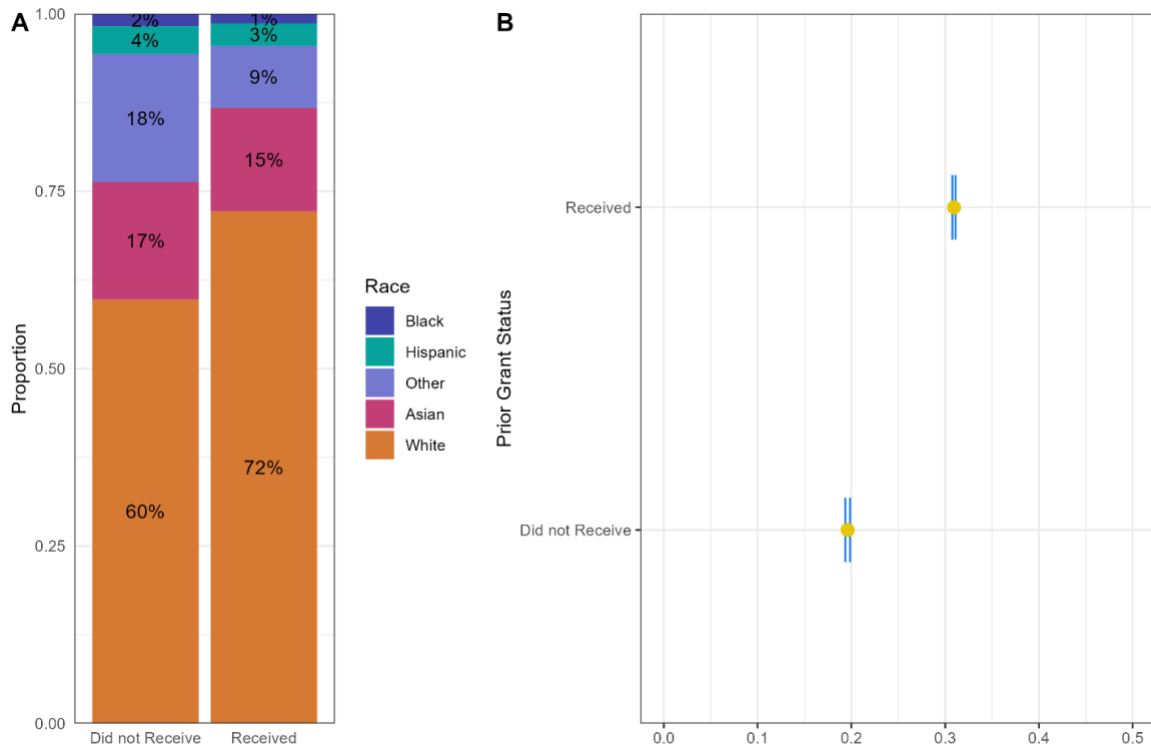 A
1.00
0.75
0.50
0.25
0.00
Proportion
2%
4%
18%
17%
60%
1%
3%
9%
15%
72%
Did not Receive
Received
Race
Black
Hispanic
Other
Asian
White
B
Prior Grant Status
Received
Did not Receive
0.0
0.1
0.2
0.3
0.4
0.5